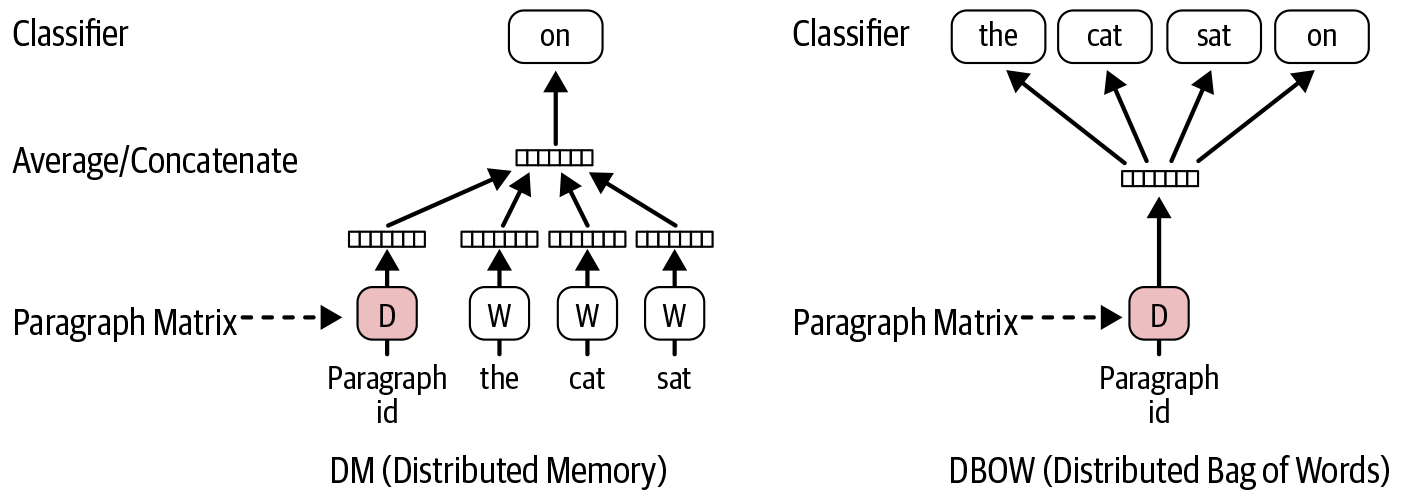 Classifier
on
Average/Concatenate
Paragraph Matrix
D
W
W
W
Paragraph
id
the
cat
sat
DM (Distributed Memory)
Classifier
the
cat
sat
on
Paragraph Matrix
D
Paragraph
id
DBOW (Distributed Bag of Words)